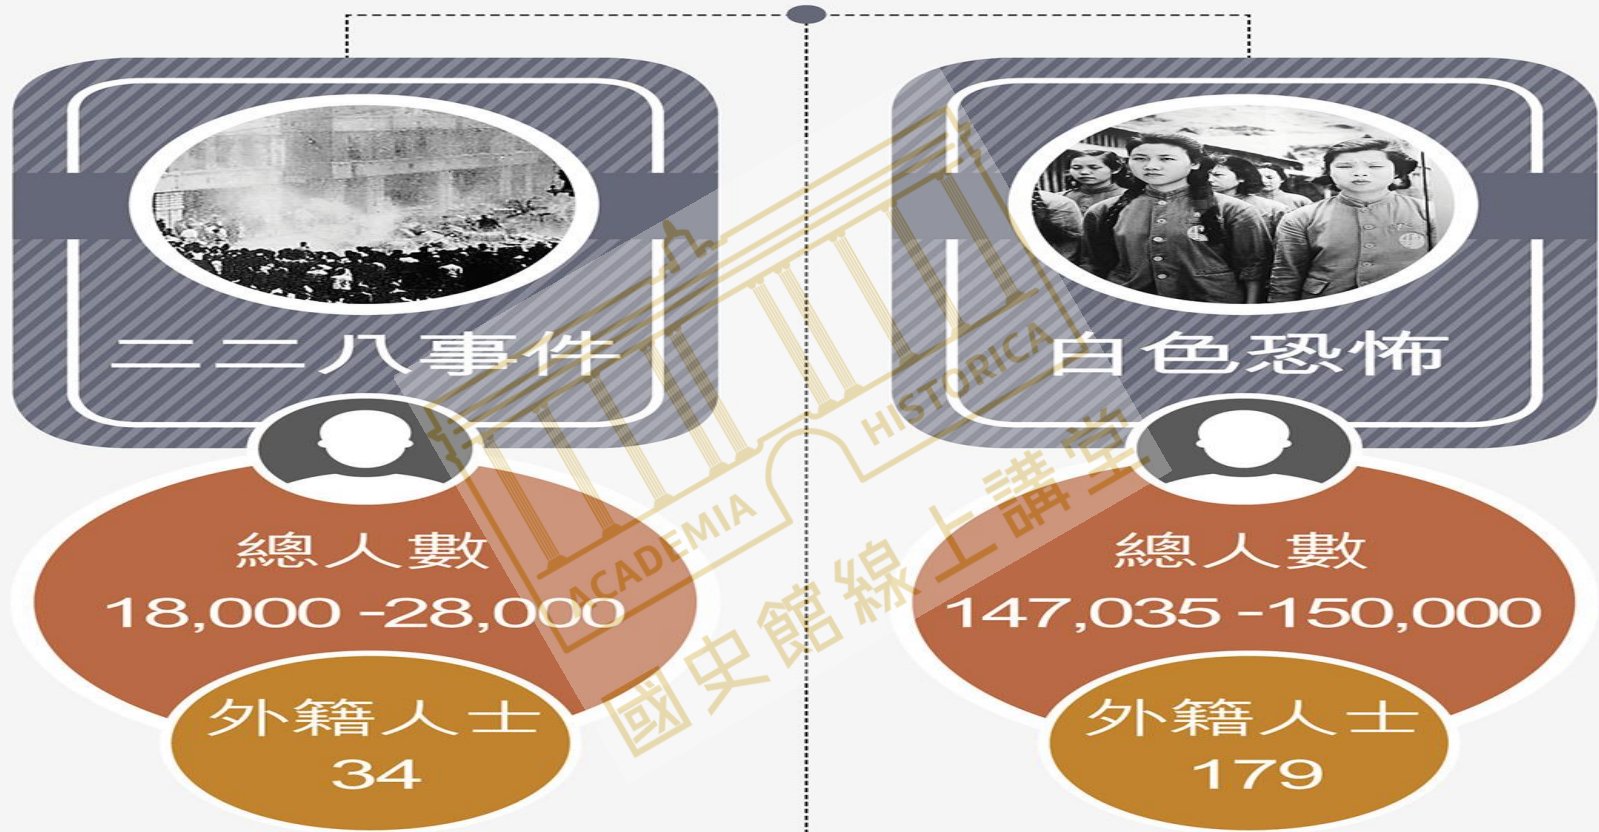 二二八事件
總人數
18,000 -28,000
外籍人士
34
白色恐怖
總人數
147,035 -150,000
外籍人士
179
ACADEMIA HISTORICA
國史館線上講堂